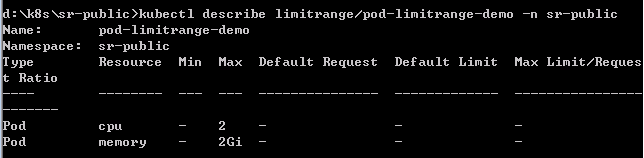 d:\k8s\sr-public>kubectl describe limitrange/pod-limitrange-demo -n sr-public
Name:       pod-limitrange-demo
Namespace:  sr-public
Type        Resource  Min  Max  Default Request  Default Limit  Max Limit/Reques
t Ratio
----        --------  ---  ---  ---------------  -------------  ----------------
-------
Pod         cpu       -    2    -                -              -
Pod         memory    -    2Gi  -                -              -